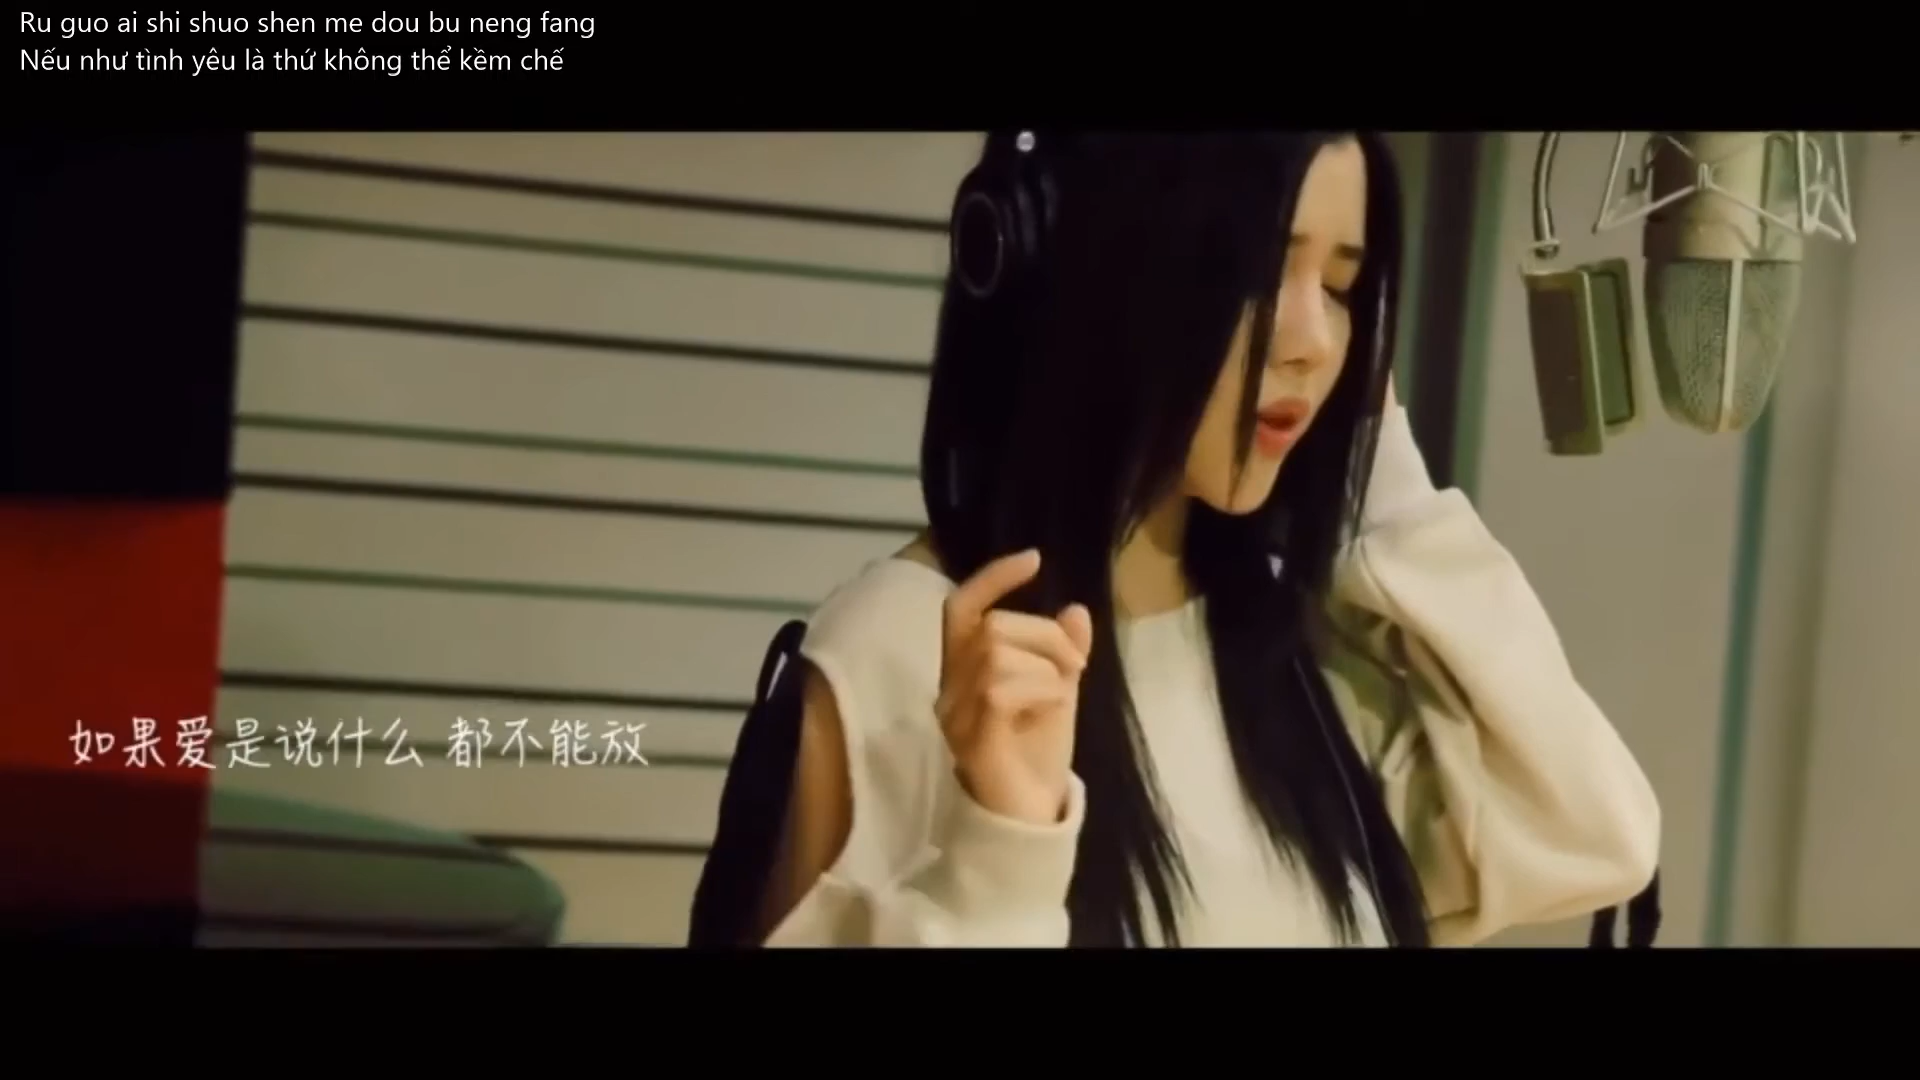 Ru guo ai shi shuo shen me dou bu neng fang
Nếu như tình yêu là thứ không thể kềm chế
如果爱是说什么 都不能放